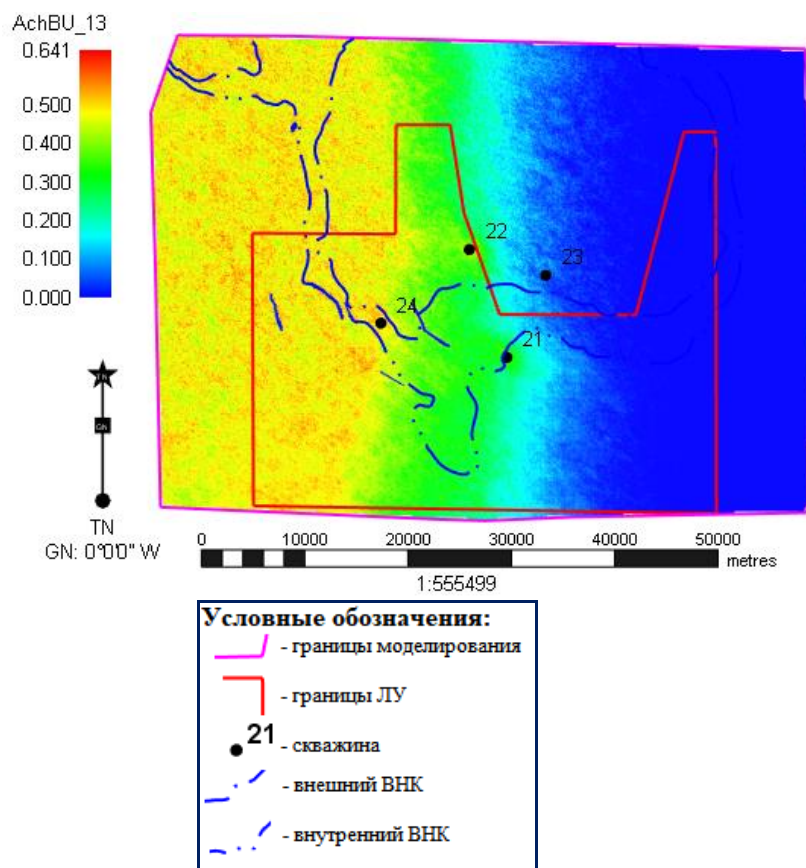 AchBU_13
0.641
0.500
0.400
0.300
0.200
0.100
0.000
22
23
24
21
GN
TN
GN: 0°00" W
0 10000 20000 30000 40000 50000
metres
1:555499
Условные обозначения:
- границы моделирования
- границы ЛУ
21 - скважина
- внешний ВНК
- внутренний ВНК